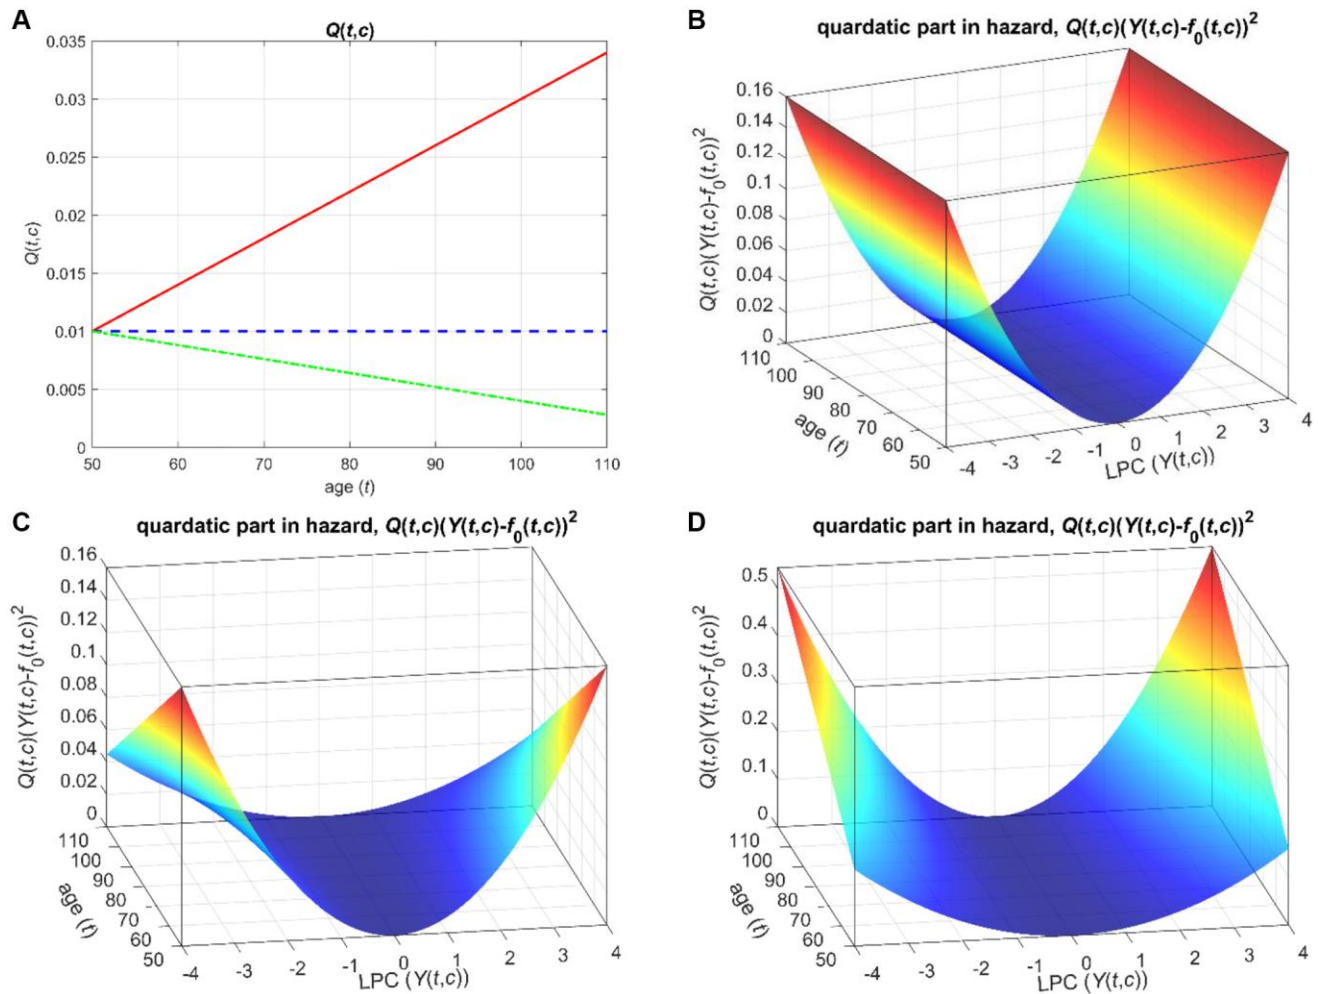 A
Q(t,c)
0.035
0.03
0.025
0.02
0.015
0.01
0.005
0
Q(t,c)
50 60 70 80 90 100 110
age (t)
B
quardatic part in hazard, Q(t,c)(Y(t,c)-f0(t,c))2
0.16
0.14
0.12
0.1
0.08
0.06
0.04
0.02
0
Q(t,c)(Y(t,c)-f0(t,c))2
110
100
90
80
70
60
50
age (t)
-4 -3 -2 -1 0 1 2 3 4
LPC (Y(t,c))
C
quardatic part in hazard, Q(t,c)(Y(t,c)-f0(t,c))2
0.16
0.14
0.12
0.1
0.08
0.06
0.04
0.02
0
Q(t,c)(Y(t,c)-f0(t,c))2
110
100
90
80
70
60
50
age (t)
-4 -3 -2 -1 0 1 2 3 4
LPC (Y(t,c))
D
quardatic part in hazard, Q(t,c)(Y(t,c)-f0(t,c))2
0.5
0.4
0.3
0.2
0.1
0
Q(t,c)(Y(t,c)-f0(t,c))2
110
100
90
80
70
60
50
age (t)
-4 -3 -2 -1 0 1 2 3 4
LPC (Y(t,c))